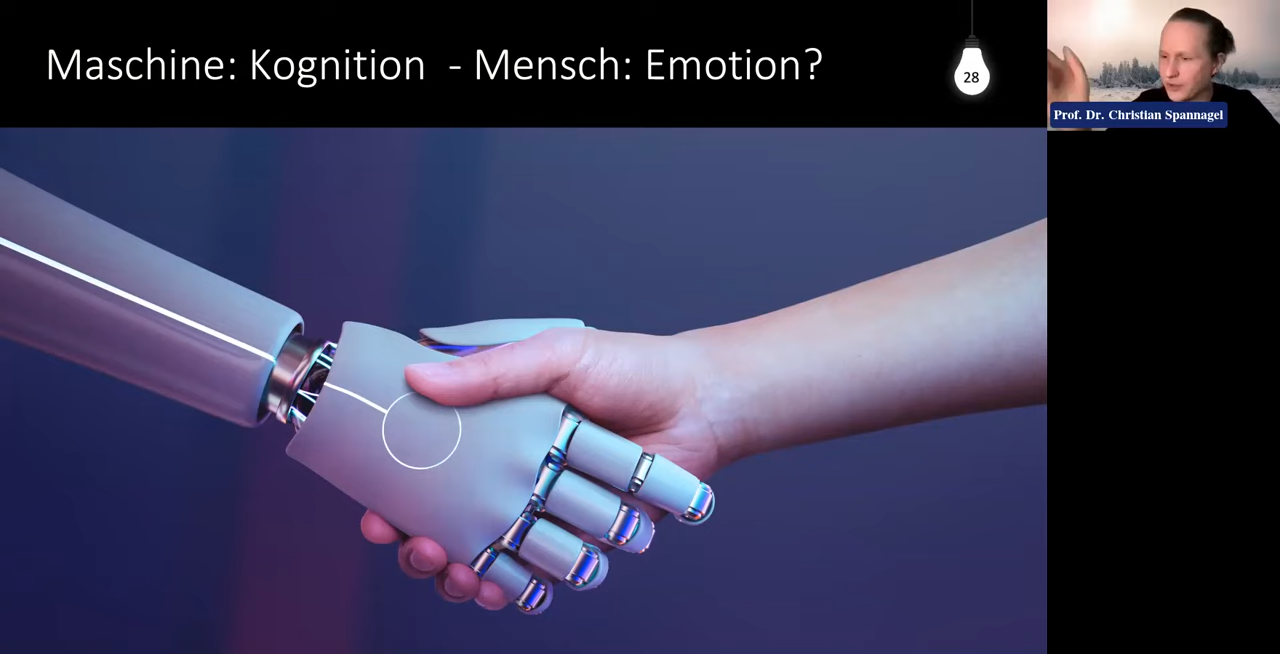 Maschine: Kognition - Mensch: Emotion?
28
Prof. Dr. Christian Spannagel